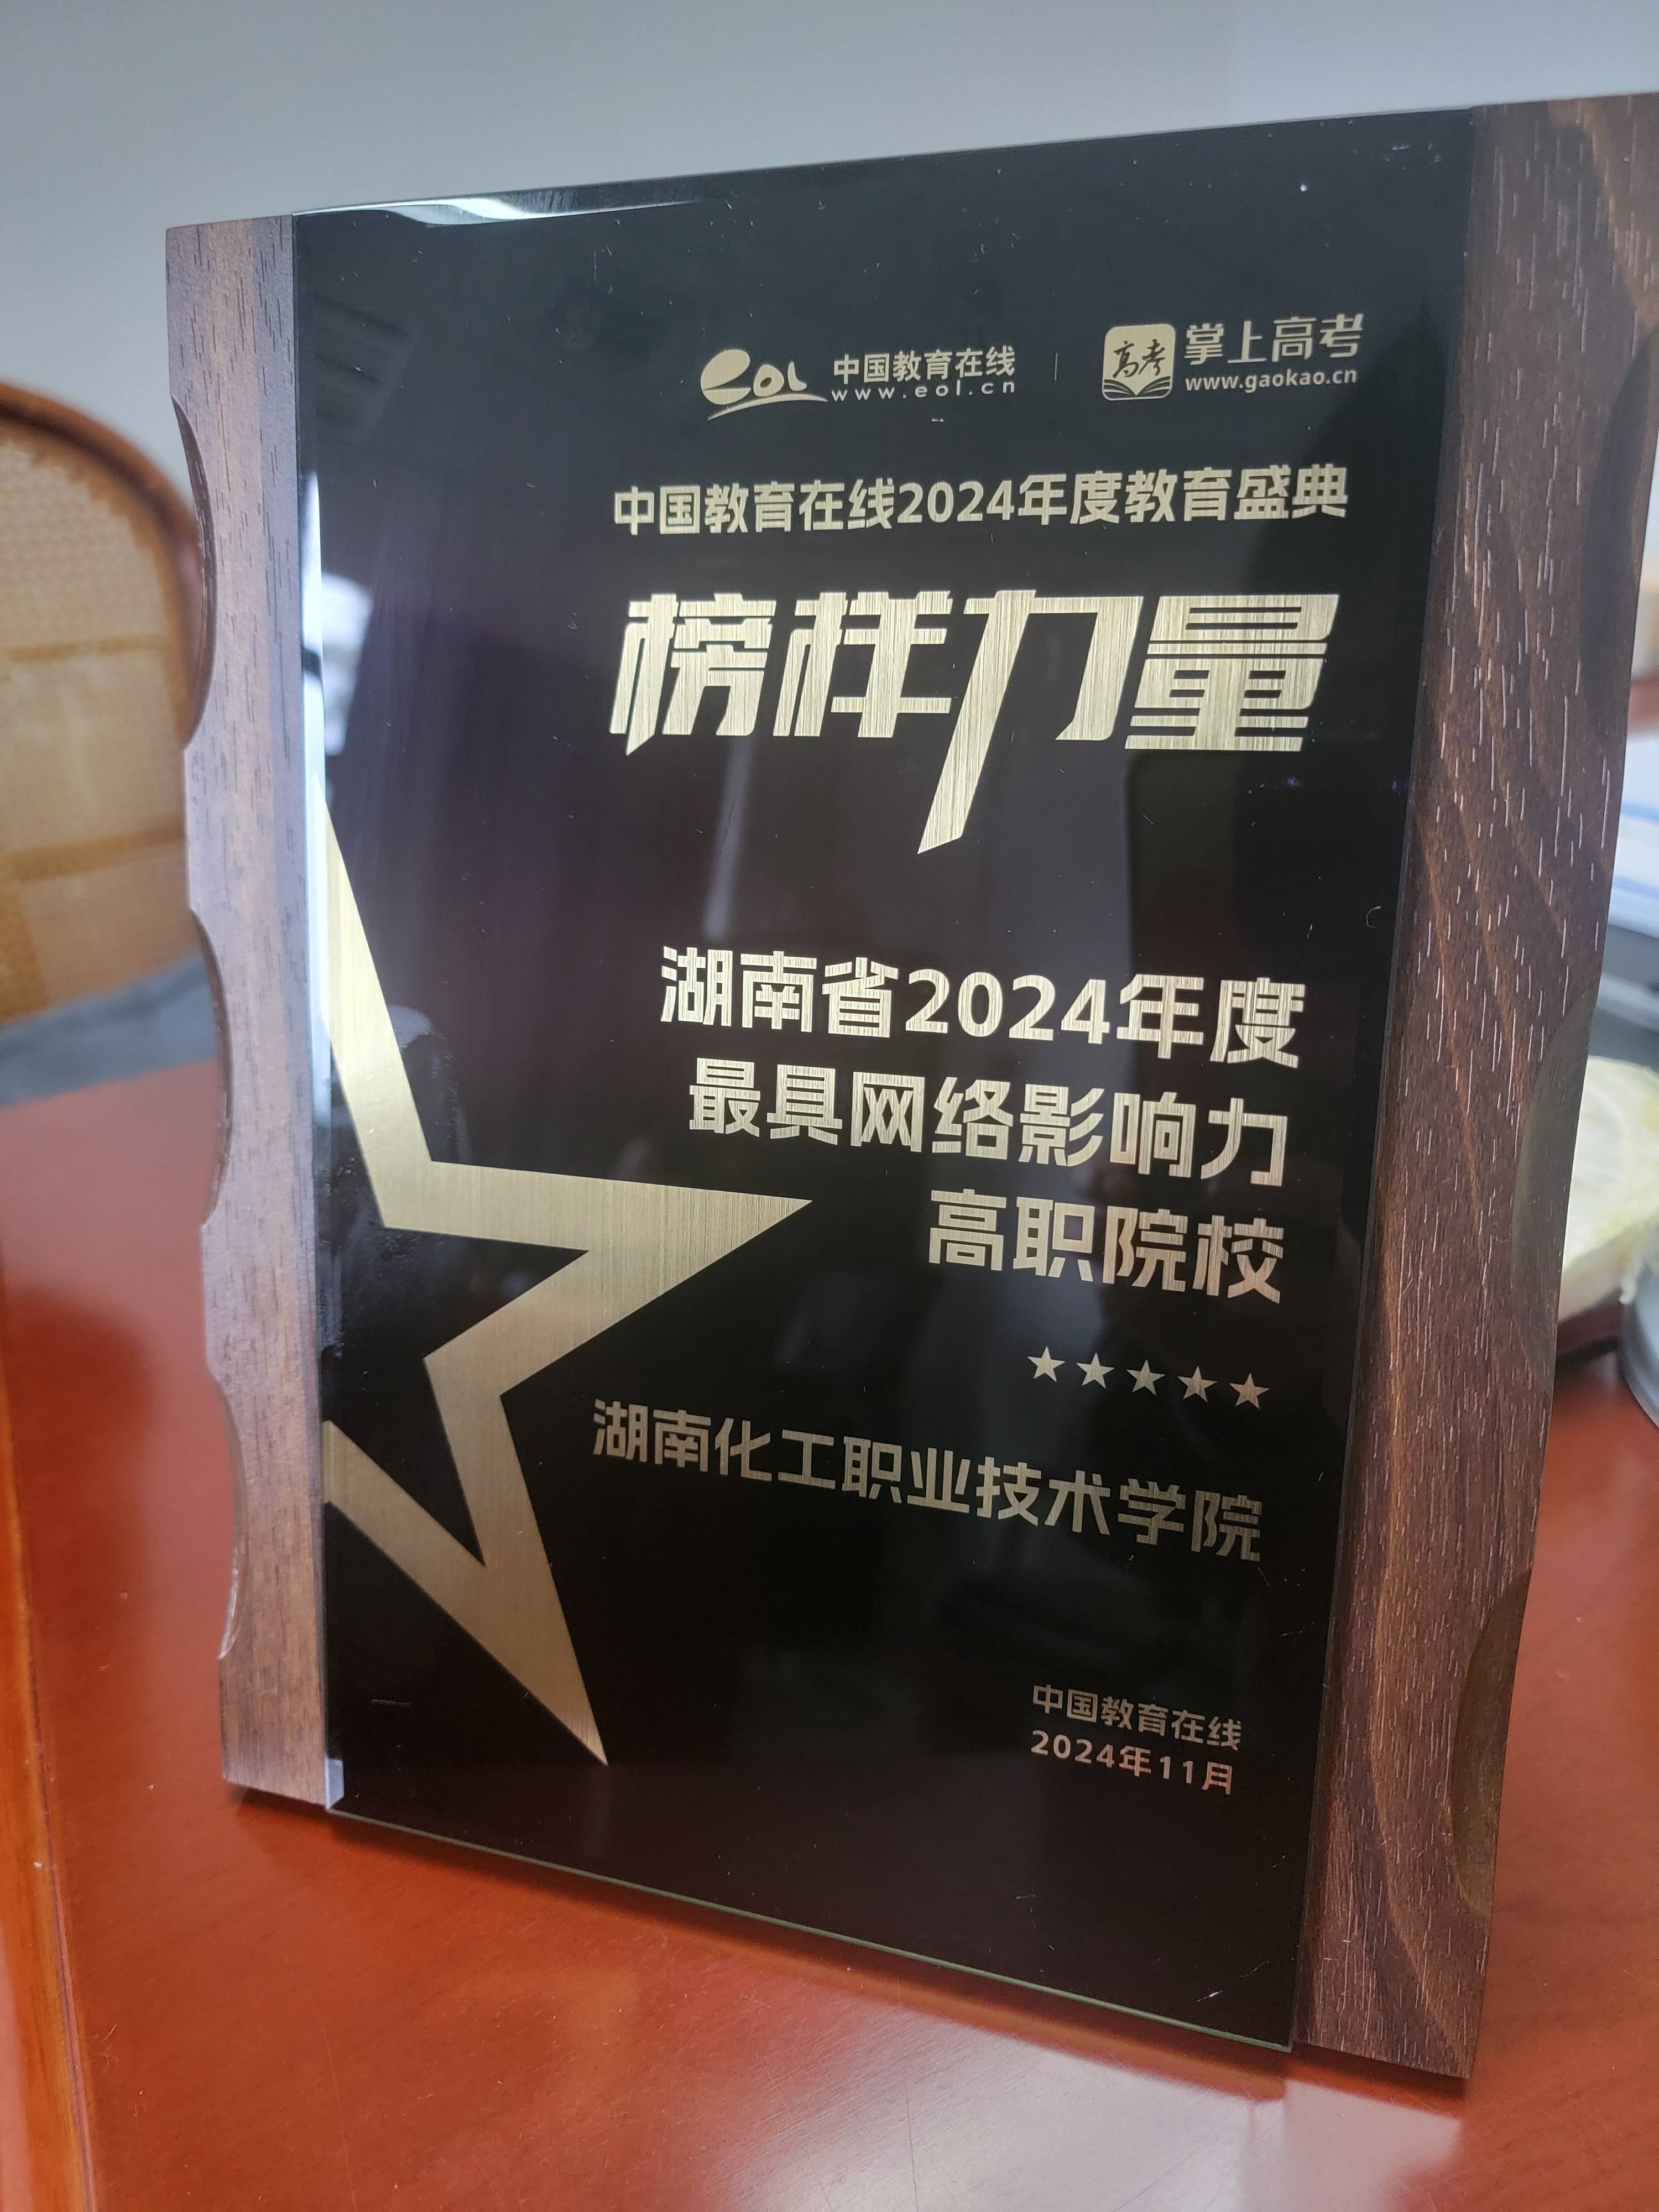 eol 中国教育在线 www.eol.cn
高考 掌上高考 www.gaokao.cn
中国教育在线2024年度教育盛典
榜样力量
湖南省2024年度
最具网络影响力
高职院校
★★★★★
湖南化工职业技术学院
中国教育在线
2024年11月